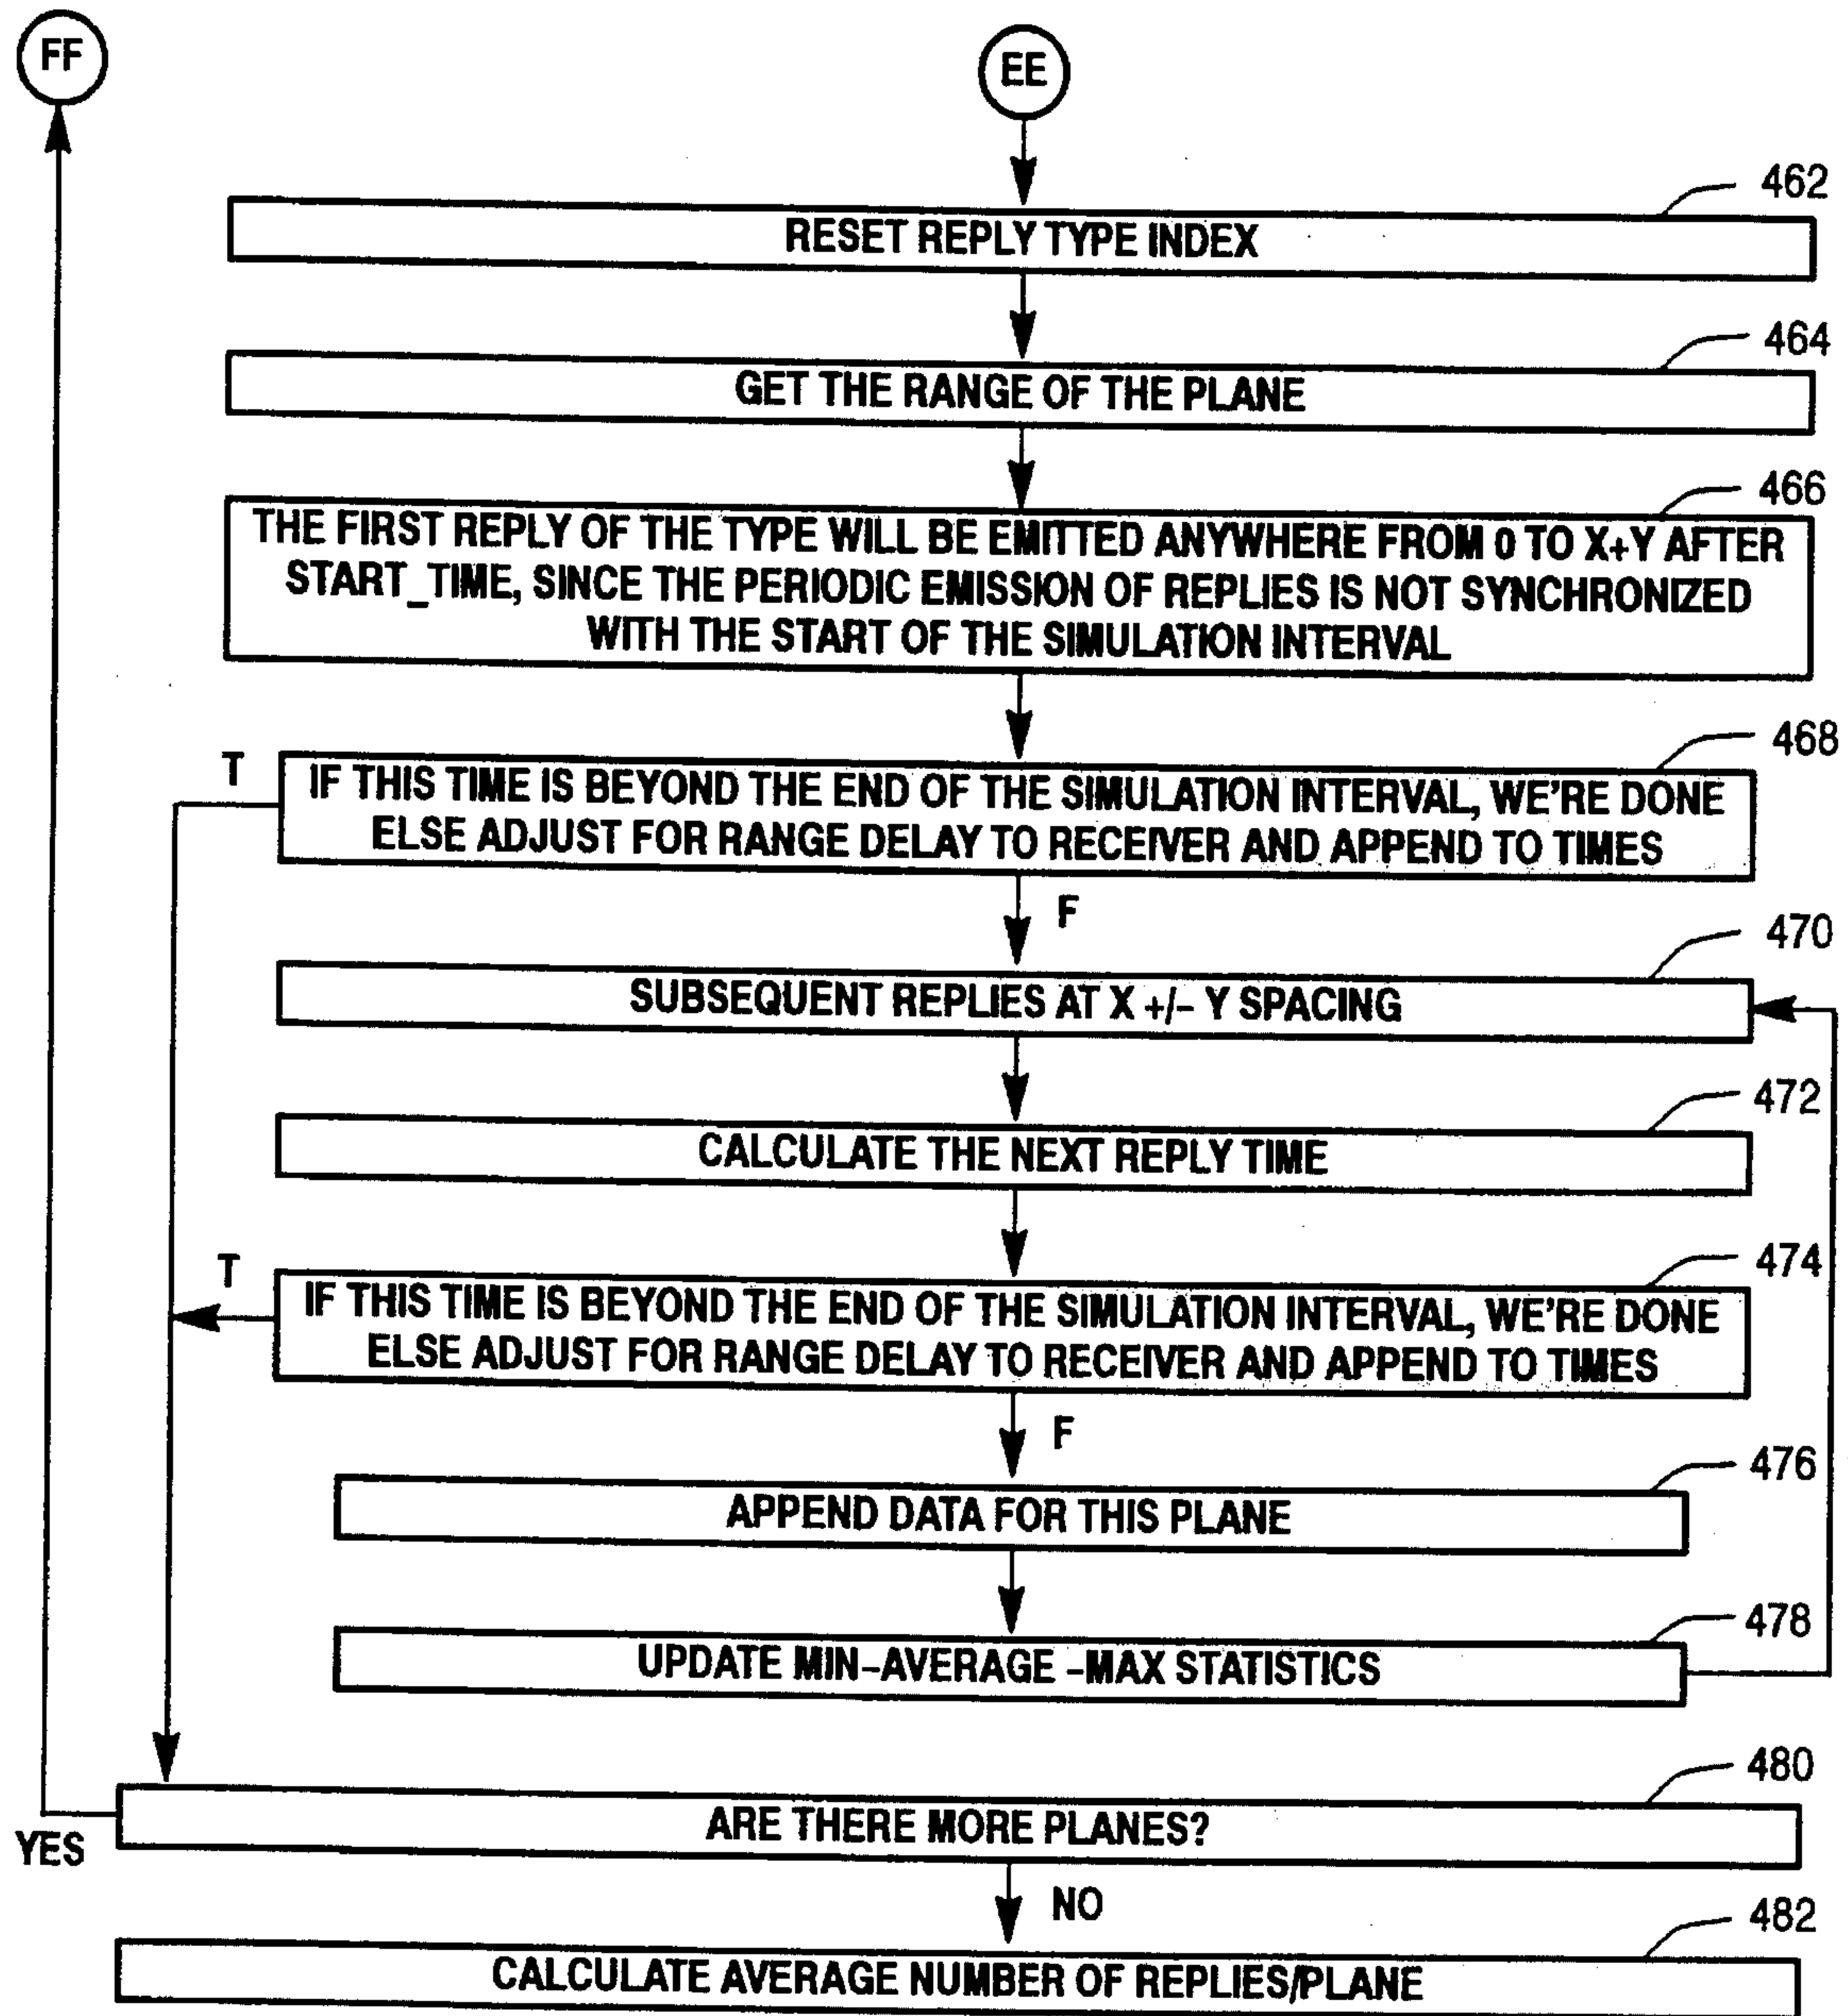 FF
EE
462
RESET REPLY TYPE INDEX
464
GET THE RANGE OF THE PLANE
466
THE FIRST REPLY OF THE TYPE WILL BE EMITTED ANYWHERE FROM 0 TO X+Y AFTER
START_TIME, SINCE THE PERIODIC EMISSION OF REPLIES IS NOT SYNCHRONIZED
WITH THE START OF THE SIMULATION INTERVAL
468
T
IF THIS TIME IS BEYOND THE END OF THE SIMULATION INTERVAL, WE'RE DONE
ELSE ADJUST FOR RANGE DELAY TO RECEIVER AND APPEND TO TIMES
F
470
SUBSEQUENT REPLIES AT X +/- Y SPACING
472
CALCULATE THE NEXT REPLY TIME
474
T
IF THIS TIME IS BEYOND THE END OF THE SIMULATION INTERVAL, WE'RE DONE
ELSE ADJUST FOR RANGE DELAY TO RECEIVER AND APPEND TO TIMES
F
476
APPEND DATA FOR THIS PLANE
478
UPDATE MIN-AVERAGE -MAX STATISTICS
480
ARE THERE MORE PLANES?
YES
NO
482
CALCULATE AVERAGE NUMBER OF REPLIES/PLANE